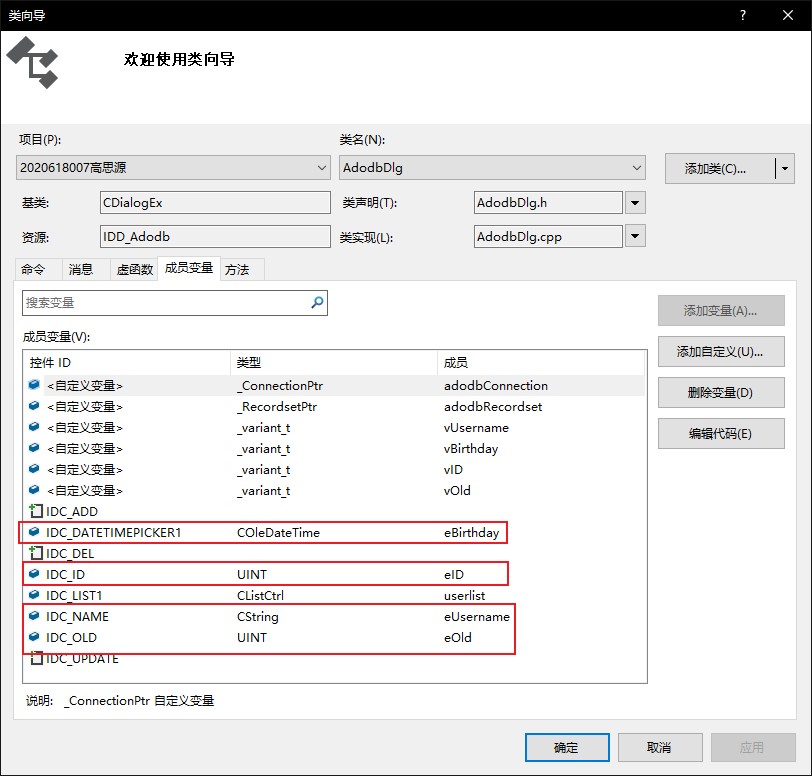 类向导
欢迎使用类向导
项目(P): 类名(N):
2020618007高思源 AdodbDlg 添加类(C)...
基类: CDialogEx 类声明(T): AdodbDlg.h
资源: IDD_Adodb 类实现(L): AdodbDlg.cpp
命令 消息 虚函数 成员变量 方法
搜索变量 添加变量(A)...
成员变量(V):
添加自定义(U)...
控件 ID 类型 成员
<自定义变量> _ConnectionPtr adodbConnection
删除变量(D)
<自定义变量> _RecordsetPtr adodbRecordset
<自定义变量> _variant_t vUsername
编辑代码(E)
<自定义变量> _variant_t vBirthday
<自定义变量> _variant_t vID
<自定义变量> _variant_t vOld
IDC_ADD
IDC_DATETIMEPICKER1 COleDateTime eBirthday
IDC_DEL
IDC_ID UINT eID
IDC_LIST1 CListCtrl userlist
IDC_NAME CString eUsername
IDC_OLD UINT eOld
IDC_UPDATE
说明: _ConnectionPtr 自定义变量
确定 取消 应用